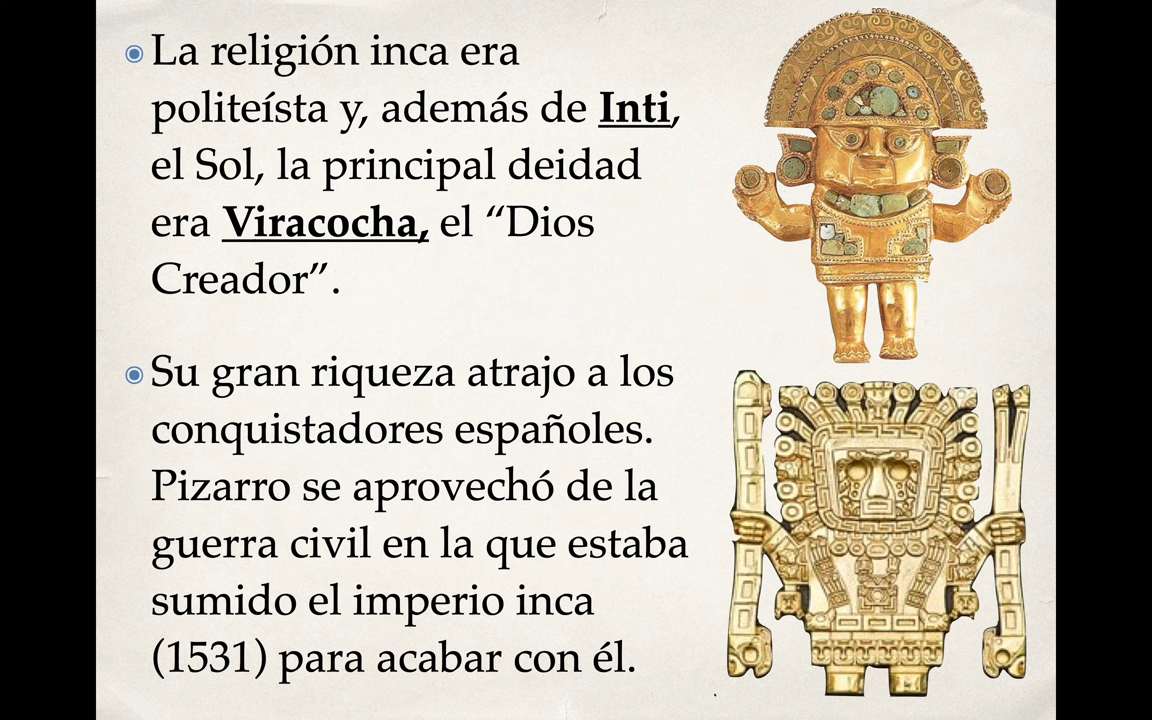 La religión inca era
politeísta y, además de Inti,
el Sol, la principal deidad
era Viracocha, el “Dios
Creador”.
Su gran riqueza atrajo a los
conquistadores españoles.
Pizarro se aprovechó de la
guerra civil en la que estaba
sumido el imperio inca
(1531) para acabar con él.